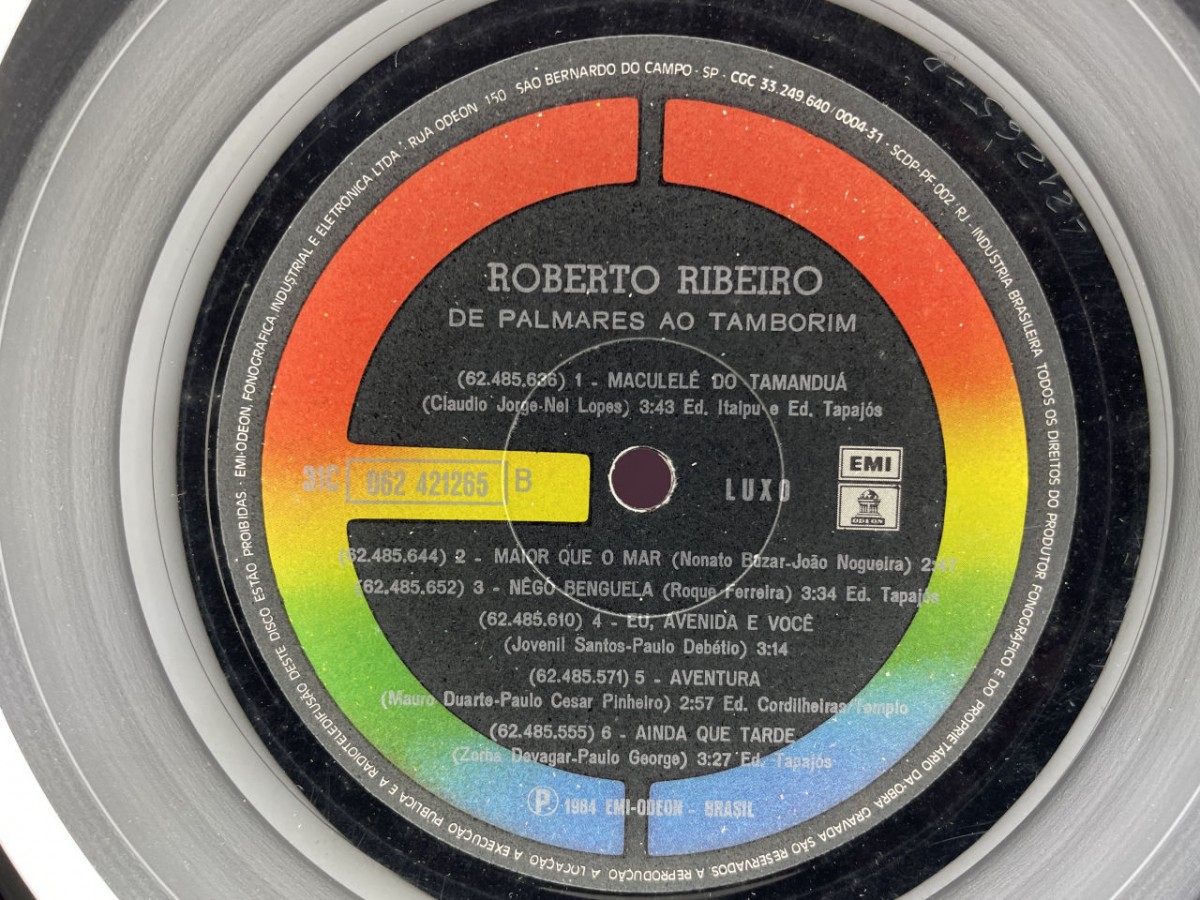 EMI-ODEON, FONOGRÁFICA, INDUSTRIAL E ELETRÔNICA LTDA. · RUA ODEON 150 SÃO BERNARDO DO CAMPO · SP · CGC 33.249.640/0004-31 · SCDP-PF-002/RJ · INDUSTRIA BRASILEIRA TODOS OS DIREITOS DO PRODUTOR FONOGRÁFICO E DO PROPRIETÁRIO DA OBRA GRAVADA SÃO RESERVADOS. A REPRODUÇÃO, A LOCAÇÃO, A EXECUÇÃO PÚBLICA E A RADIOTELEDIFUSÃO DESTE DISCO ESTÃO PROIBIDAS ·
ROBERTO RIBEIRO
DE PALMARES AO TAMBORIM
(62.485.636) 1 - MACULELÊ DO TAMANDUÁ
(Claudio Jorge-Nei Lopes) 3:43 Ed. Itaipu e Ed. Tapajós
31C 062 421265 B
LUXO
EMI
ODEON
(62.485.644) 2 - MAIOR QUE O MAR (Nonato Buzar-João Nogueira) 2:47
(62.485.652) 3 - NÊGO BENGUELA (Roque Ferreira) 3:34 Ed. Tapajós
(62.485.610) 4 - EU, AVENIDA E VOCÊ
(Jovenil Santos-Paulo Debétio) 3:14
(62.485.571) 5 - AVENTURA
(Mauro Duarte-Paulo Cesar Pinheiro) 2:57 Ed. Cordilheiras/Templo
(62.485.555) 6 - AINDA QUE TARDE
(Zorba Devagar-Paulo George) 3:27 Ed. Tapajós
℗ 1984 EMI-ODEON - BRASIL